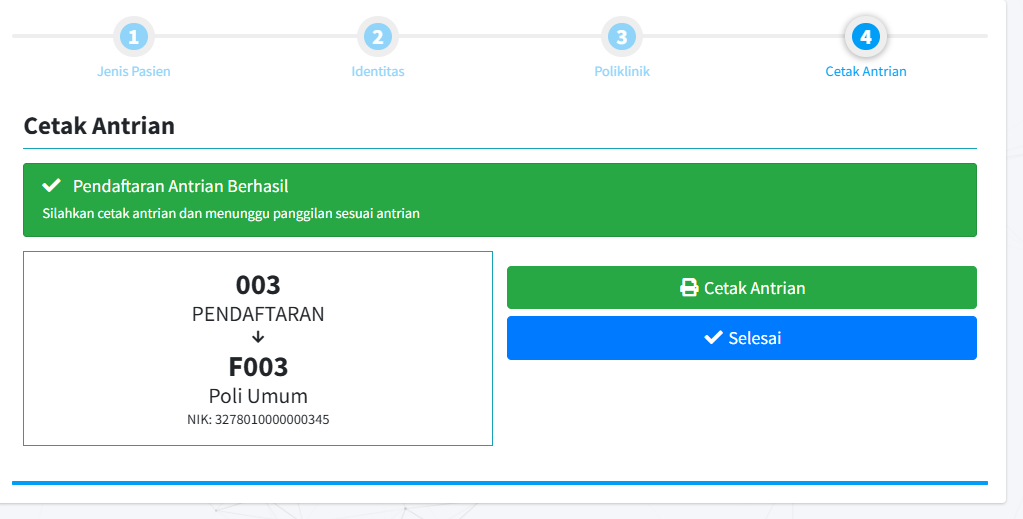 1
2
3
4
Jenis Pasien
Identitas
Poliklinik
Cetak Antrian
Cetak Antrian
Pendaftaran Antrian Berhasil
Silahkan cetak antrian dan menunggu panggilan sesuai antrian
003
PENDAFTARAN
F003
Poli Umum
NIK: 3278010000000345
Cetak Antrian
Selesai